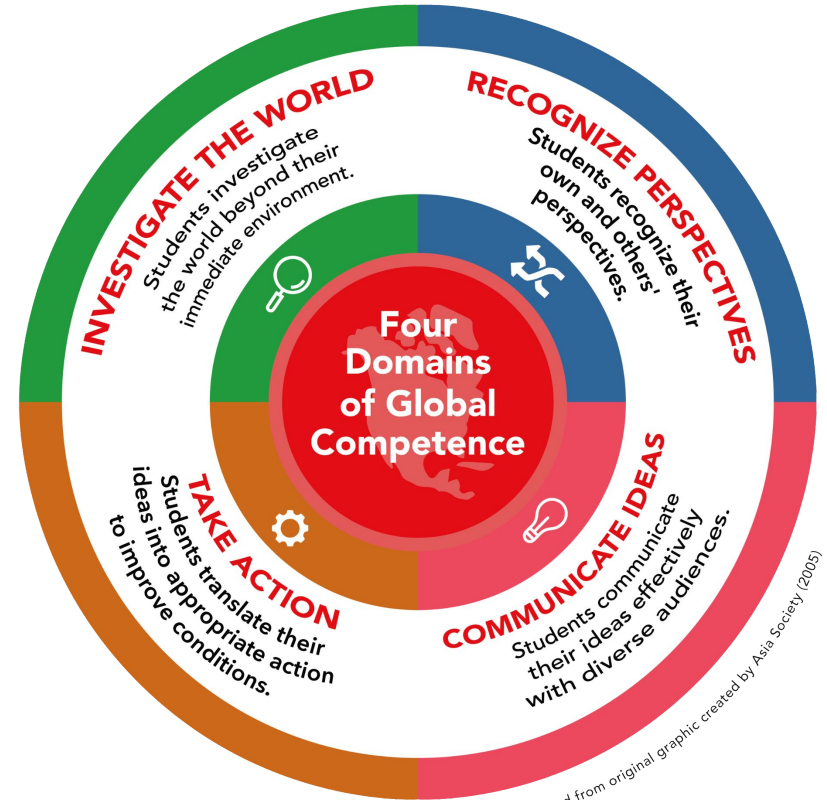 INVESTIGATE THE WORLD
Students investigate
the world beyond their
immediate environment.
RECOGNIZE PERSPECTIVES
Students recognize their
own and others'
perspectives.
Four
Domains
of Global
Competence
TAKE ACTION
Students translate their
ideas into appropriate action
to improve conditions.
COMMUNICATE IDEAS
Students communicate
their ideas effectively
with diverse audiences.
from original graphic created by Asia Society (2005)